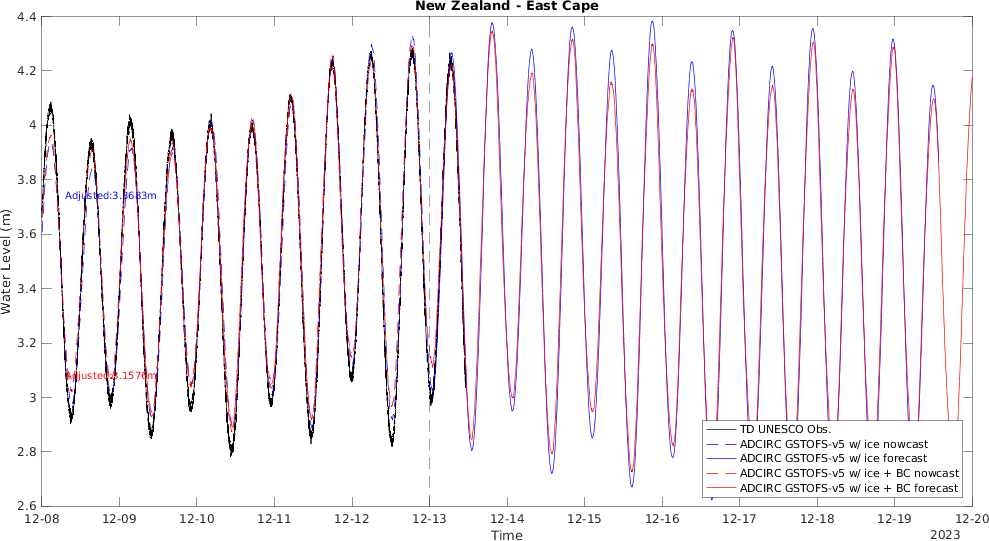 New Zealand - East Cape
4.4
4.2
4
3.8
3.6
3.4
3.2
3
2.8
2.6
Water Level (m)
Adjusted:3.3683m
Adjusted:3.1576m
TD UNESCO Obs.
ADCIRC GSTOFS-v5 w/ ice nowcast
ADCIRC GSTOFS-v5 w/ ice forecast
ADCIRC GSTOFS-v5 w/ ice + BC nowcast
ADCIRC GSTOFS-v5 w/ ice + BC forecast
12-08 12-09 12-10 12-11 12-12 12-13 12-14 12-15 12-16 12-17 12-18 12-19 12-20
Time
2023